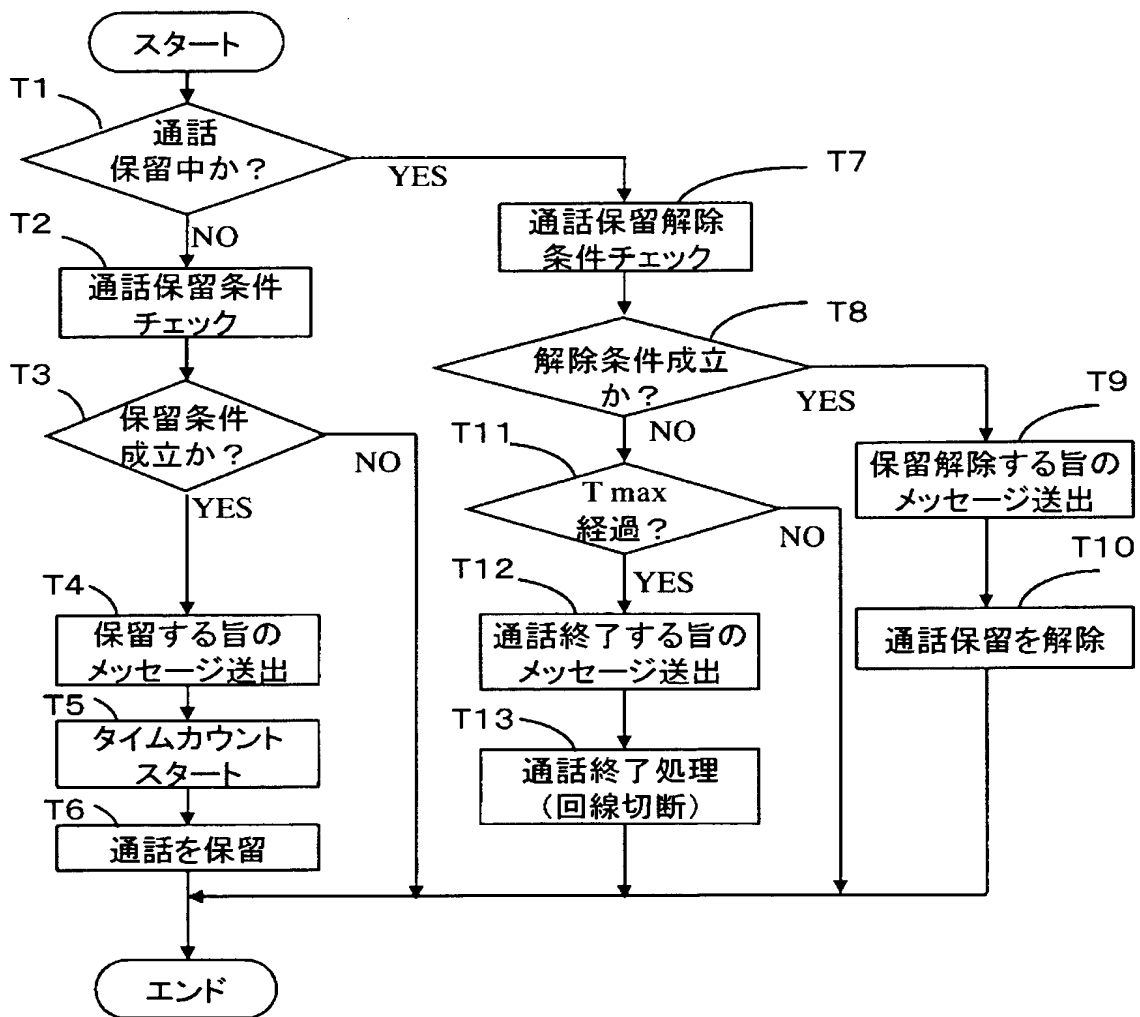 スタート
T1
通話
保留中か？
YES
NO
T2
通話保留条件
チェック
T3
保留条件
成立か？
NO
YES
T4
保留する旨の
メッセージ送出
T5
タイムカウント
スタート
T6
通話を保留
エンド
T7
通話保留解除
条件チェック
T8
解除条件成立
か？
YES
NO
T9
保留解除する旨の
メッセージ送出
T10
通話保留を解除
T11
T max
経過？
NO
YES
T12
通話終了する旨の
メッセージ送出
T13
通話終了処理
（回線切断）